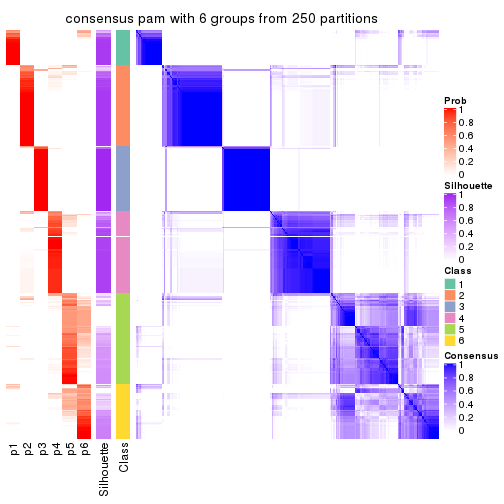 consensus pam with 6 groups from 250 partitions
Prob
1
0.8
0.6
0.4
0.2
0
Silhouette
1
0.8
0.6
0.4
0.2
0
Class
1
2
3
4
5
6
Consensus
1
0.8
0.6
0.4
0.2
0
p1
p2
p3
p4
p5
p6
Silhouette
Class